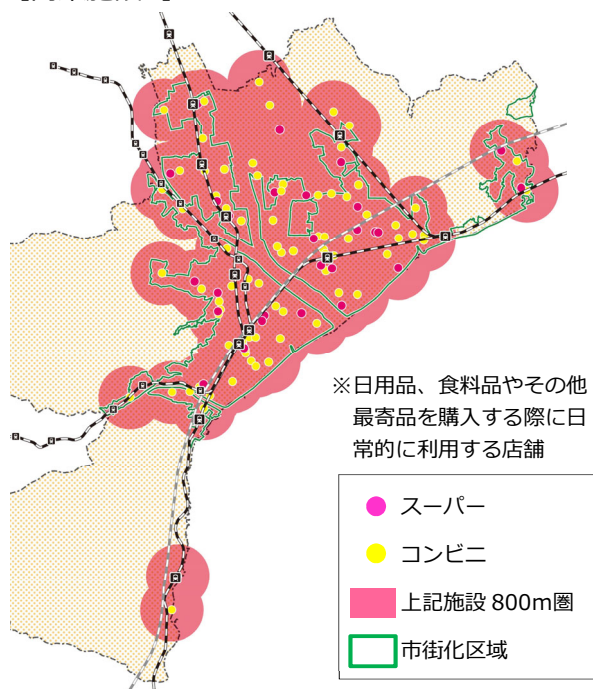 ※日用品、食料品やその他
最寄品を購入する際に日
常的に利用する店舗
スーパー
コンビニ
上記施設 800m圏
市街化区域